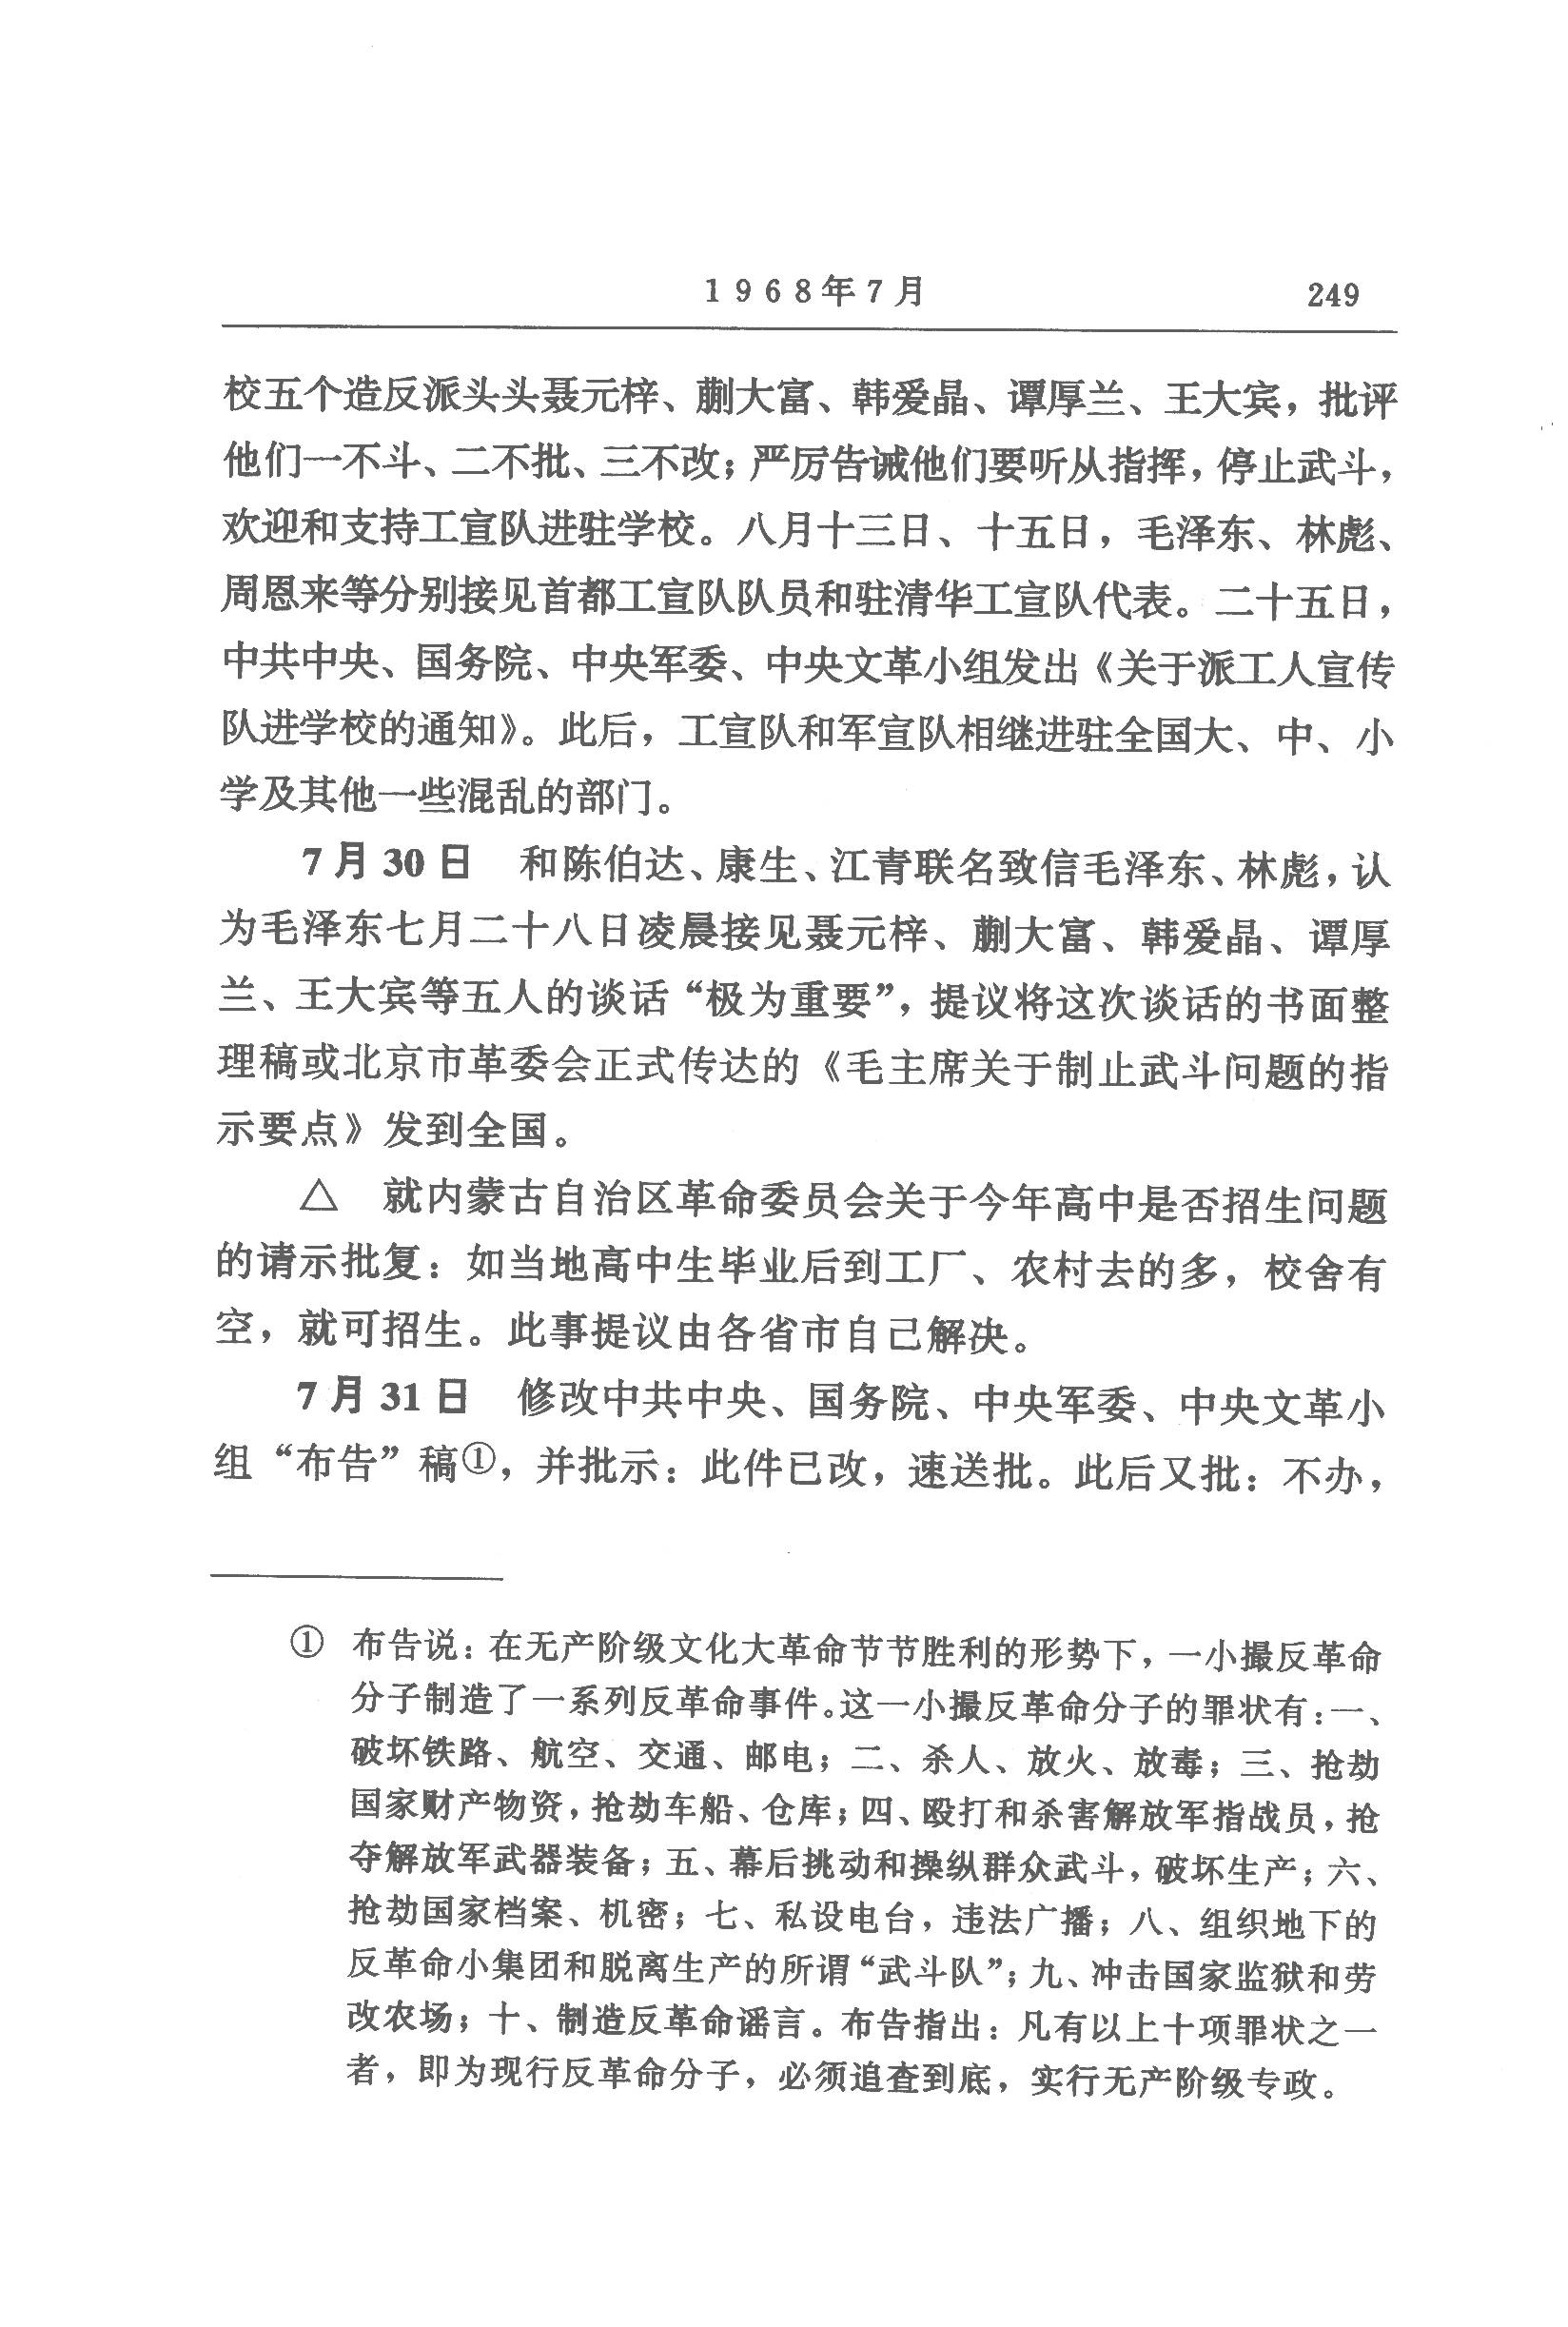 1968年7月
249
校五个造反派头头聂元梓、蒯大富、韩爱晶、谭厚兰、王大宾，批评
他们一不斗、二不批、三不改；严厉告诫他们要听从指挥，停止武斗，
欢迎和支持工宣队进驻学校。八月十三日、十五日，毛泽东、林彪、
周恩来等分别接见首都工宣队队员和驻清华工宣队代表。二十五日，
中共中央、国务院、中央军委、中央文革小组发出《关于派工人宣传
队进学校的通知》。此后，工宣队和军宣队相继进驻全国大、中、小
学及其他一些混乱的部门。
7月30日　和陈伯达、康生、江青联名致信毛泽东、林彪，认
为毛泽东七月二十八日凌晨接见聂元梓、蒯大富、韩爱晶、谭厚
兰、王大宾等五人的谈话“极为重要”，提议将这次谈话的书面整
理稿或北京市革委会正式传达的《毛主席关于制止武斗问题的指
示要点》发到全国。
△　就内蒙古自治区革命委员会关于今年高中是否招生问题
的请示批复：如当地高中生毕业后到工厂、农村去的多，校舍有
空，就可招生。此事提议由各省市自己解决。
7月31日　修改中共中央、国务院、中央军委、中央文革小
组“布告”稿①，并批示：此件已改，速送批。此后又批：不办，
①　布告说：在无产阶级文化大革命节节胜利的形势下，一小撮反革命
分子制造了一系列反革命事件。这一小撮反革命分子的罪状有：一、
破坏铁路、航空、交通、邮电；二、杀人、放火、放毒；三、抢劫
国家财产物资，抢劫车船、仓库；四、殴打和杀害解放军指战员，抢
夺解放军武器装备；五、幕后挑动和操纵群众武斗，破坏生产；六、
抢劫国家档案、机密；七、私设电台，违法广播；八、组织地下的
反革命小集团和脱离生产的所谓“武斗队”；九、冲击国家监狱和劳
改农场；十、制造反革命谣言。布告指出：凡有以上十项罪状之一
者，即为现行反革命分子，必须追查到底，实行无产阶级专政。